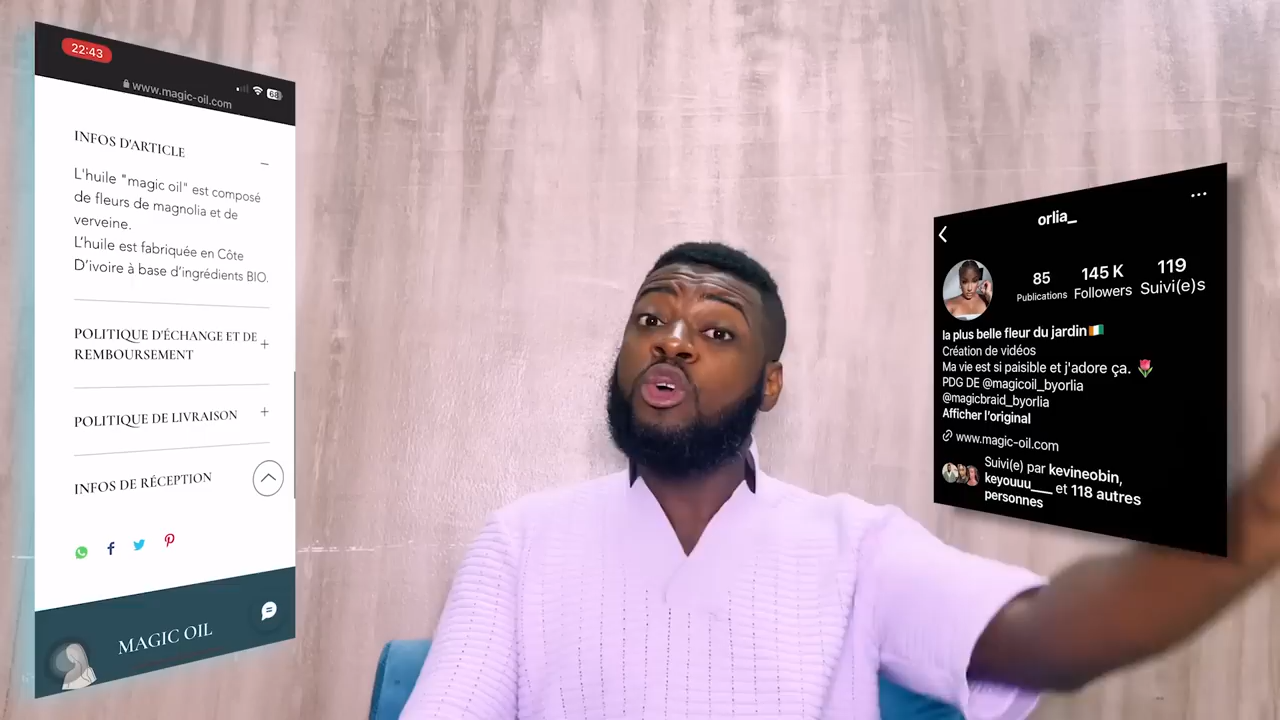 22:43
www.magic-oil.com
68
INFOS D'ARTICLE
L'huile "magic oil" est composé
de fleurs de magnolia et de
verveine.
L'huile est fabriquée en Côte
D'ivoire à base d'ingrédients BIO.
POLITIQUE D'ÉCHANGE ET DE
REMBOURSEMENT
POLITIQUE DE LIVRAISON
INFOS DE RÉCEPTION
MAGIC OIL
orlia_
85
Publications
145 K
Followers
119
Suivi(e)s
la plus belle fleur du jardin
Création de vidéos
Ma vie est si paisible et j'adore ça.
PDG DE @magicoil_byorlia
@magicbraid_byorlia
Afficher l'original
www.magic-oil.com
Suivi(e) par kevineobin,
keyouuu___ et 118 autres
personnes